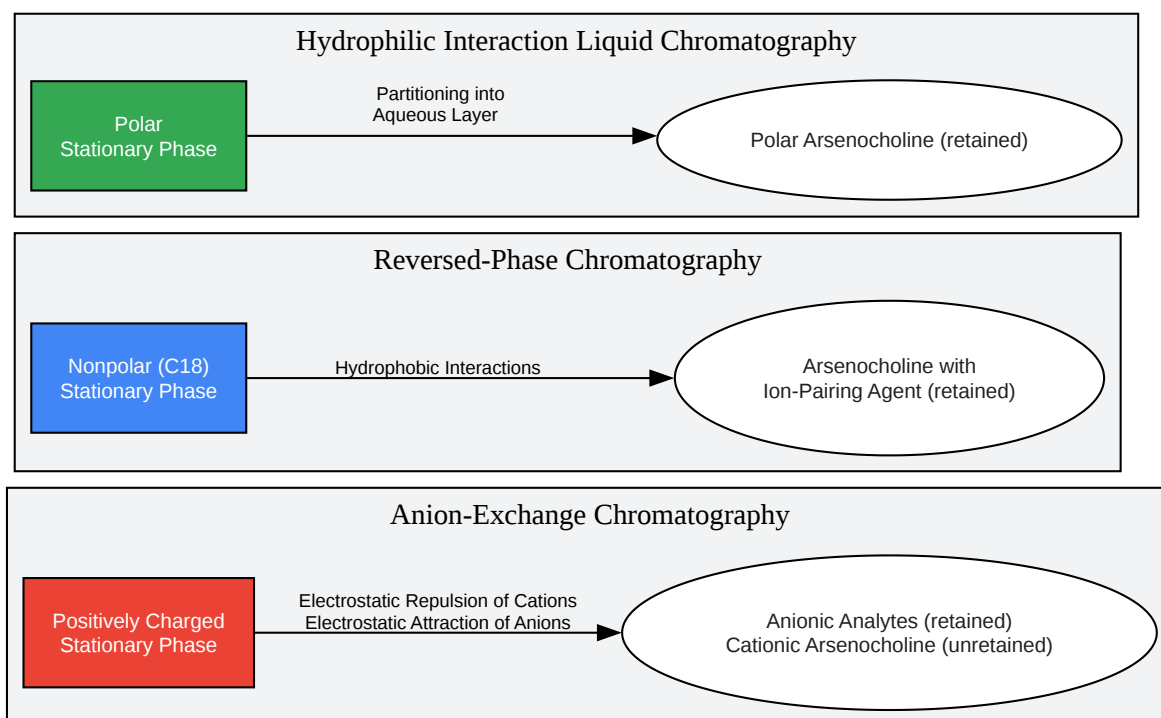 Hydrophilic Interaction Liquid Chromatography
Polar
Stationary Phase
Partitioning into
Aqueous Layer
Polar Arsenocholine (retained)
Reversed-Phase Chromatography
Nonpolar (C18)
Stationary Phase
Hydrophobic Interactions
Arsenocholine with
Ion-Pairing Agent (retained)
Anion-Exchange Chromatography
Positively Charged
Stationary Phase
Electrostatic Repulsion of Cations
Electrostatic Attraction of Anions
Anionic Analytes (retained)
Cationic Arsenocholine (unretained)